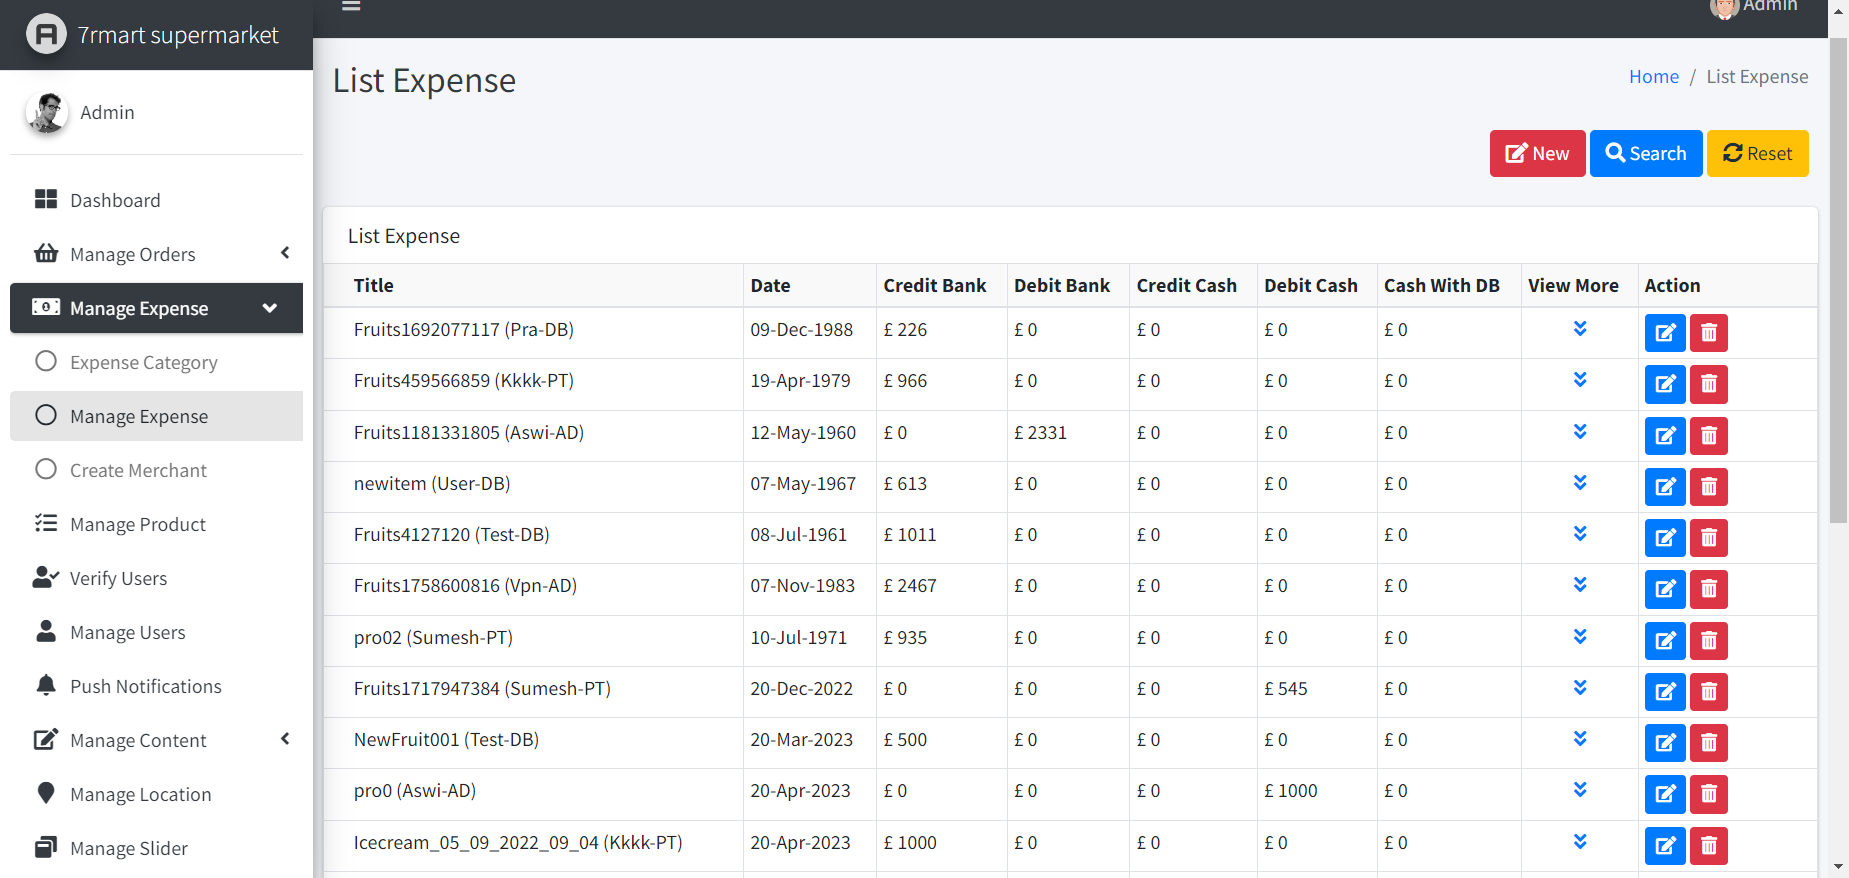 7rmart supermarket
Admin
Admin
Dashboard
Manage Orders
Manage Expense
Expense Category
Manage Expense
Create Merchant
Manage Product
Verify Users
Manage Users
Push Notifications
Manage Content
Manage Location
Manage Slider
List Expense
Home / List Expense
New Search Reset
List Expense
Title Date Credit Bank Debit Bank Credit Cash Debit Cash Cash With DB View More Action
Fruits1692077117 (Pra-DB) 09-Dec-1988 £ 226 £ 0 £ 0 £ 0 £ 0
Fruits459566859 (Kkkk-PT) 19-Apr-1979 £ 966 £ 0 £ 0 £ 0 £ 0
Fruits1181331805 (Aswi-AD) 12-May-1960 £ 0 £ 2331 £ 0 £ 0 £ 0
newitem (User-DB) 07-May-1967 £ 613 £ 0 £ 0 £ 0 £ 0
Fruits4127120 (Test-DB) 08-Jul-1961 £ 1011 £ 0 £ 0 £ 0 £ 0
Fruits1758600816 (Vpn-AD) 07-Nov-1983 £ 2467 £ 0 £ 0 £ 0 £ 0
pro02 (Sumesh-PT) 10-Jul-1971 £ 935 £ 0 £ 0 £ 0 £ 0
Fruits1717947384 (Sumesh-PT) 20-Dec-2022 £ 0 £ 0 £ 0 £ 545 £ 0
NewFruit001 (Test-DB) 20-Mar-2023 £ 500 £ 0 £ 0 £ 0 £ 0
pro0 (Aswi-AD) 20-Apr-2023 £ 0 £ 0 £ 0 £ 1000 £ 0
Icecream_05_09_2022_09_04 (Kkkk-PT) 20-Apr-2023 £ 1000 £ 0 £ 0 £ 0 £ 0